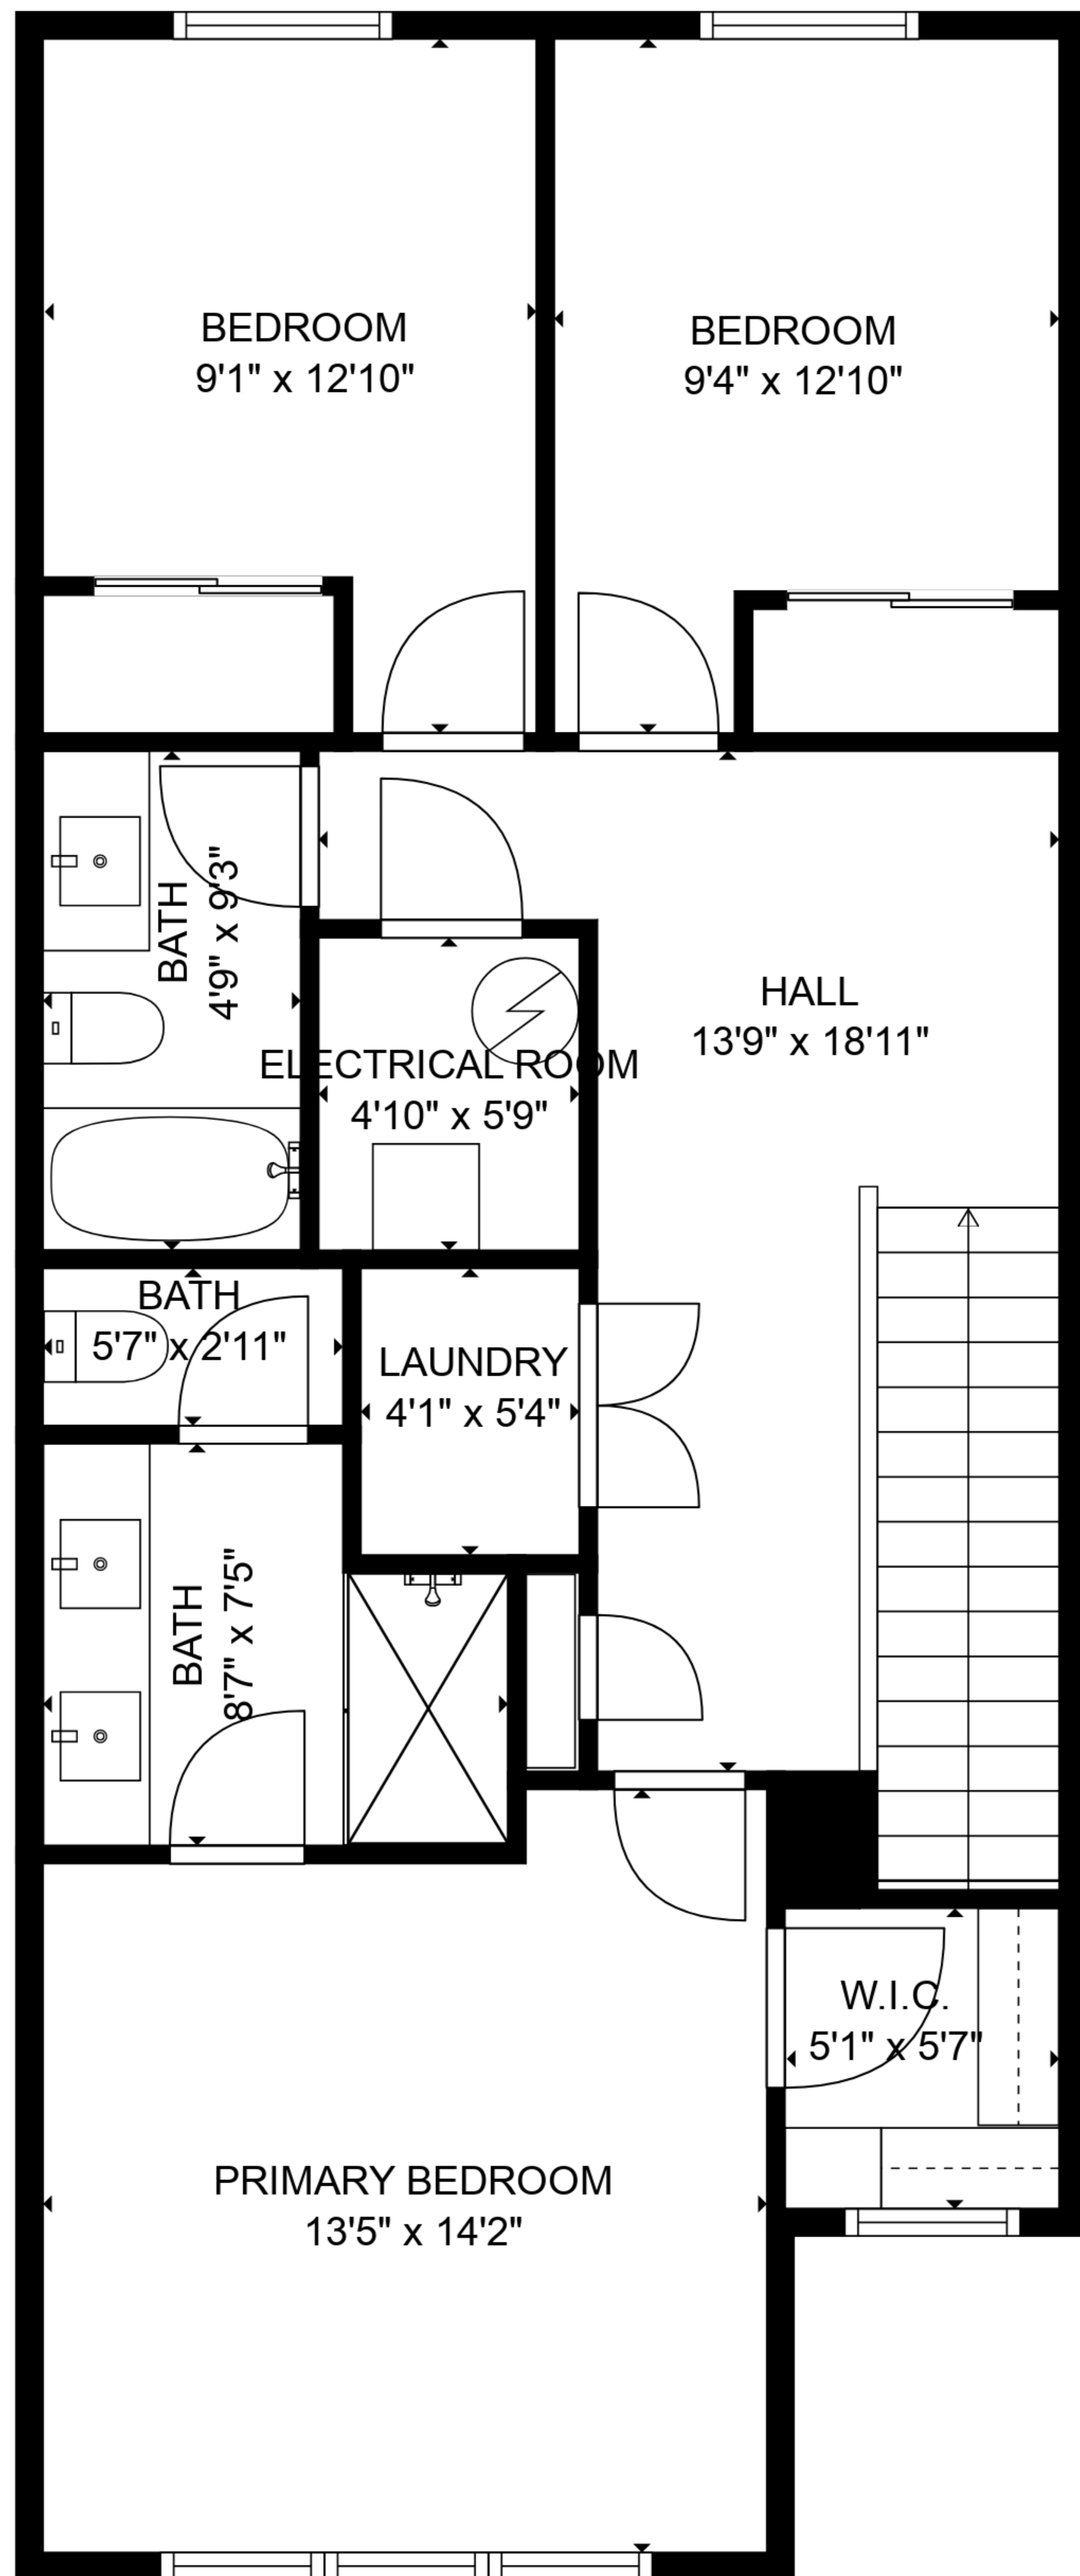 BEDROOM
9'1" x 12'10"
BEDROOM
9'4" x 12'10"
BATH
4'9" x 9'3"
HALL
13'9" x 18'11"
ELECTRICAL ROOM
4'10" x 5'9"
BATH
5'7" x 2'11"
LAUNDRY
4'1" x 5'4"
BATH
8'7" x 7'5"
W.I.C.
5'1" x 5'7"
PRIMARY BEDROOM
13'5" x 14'2"